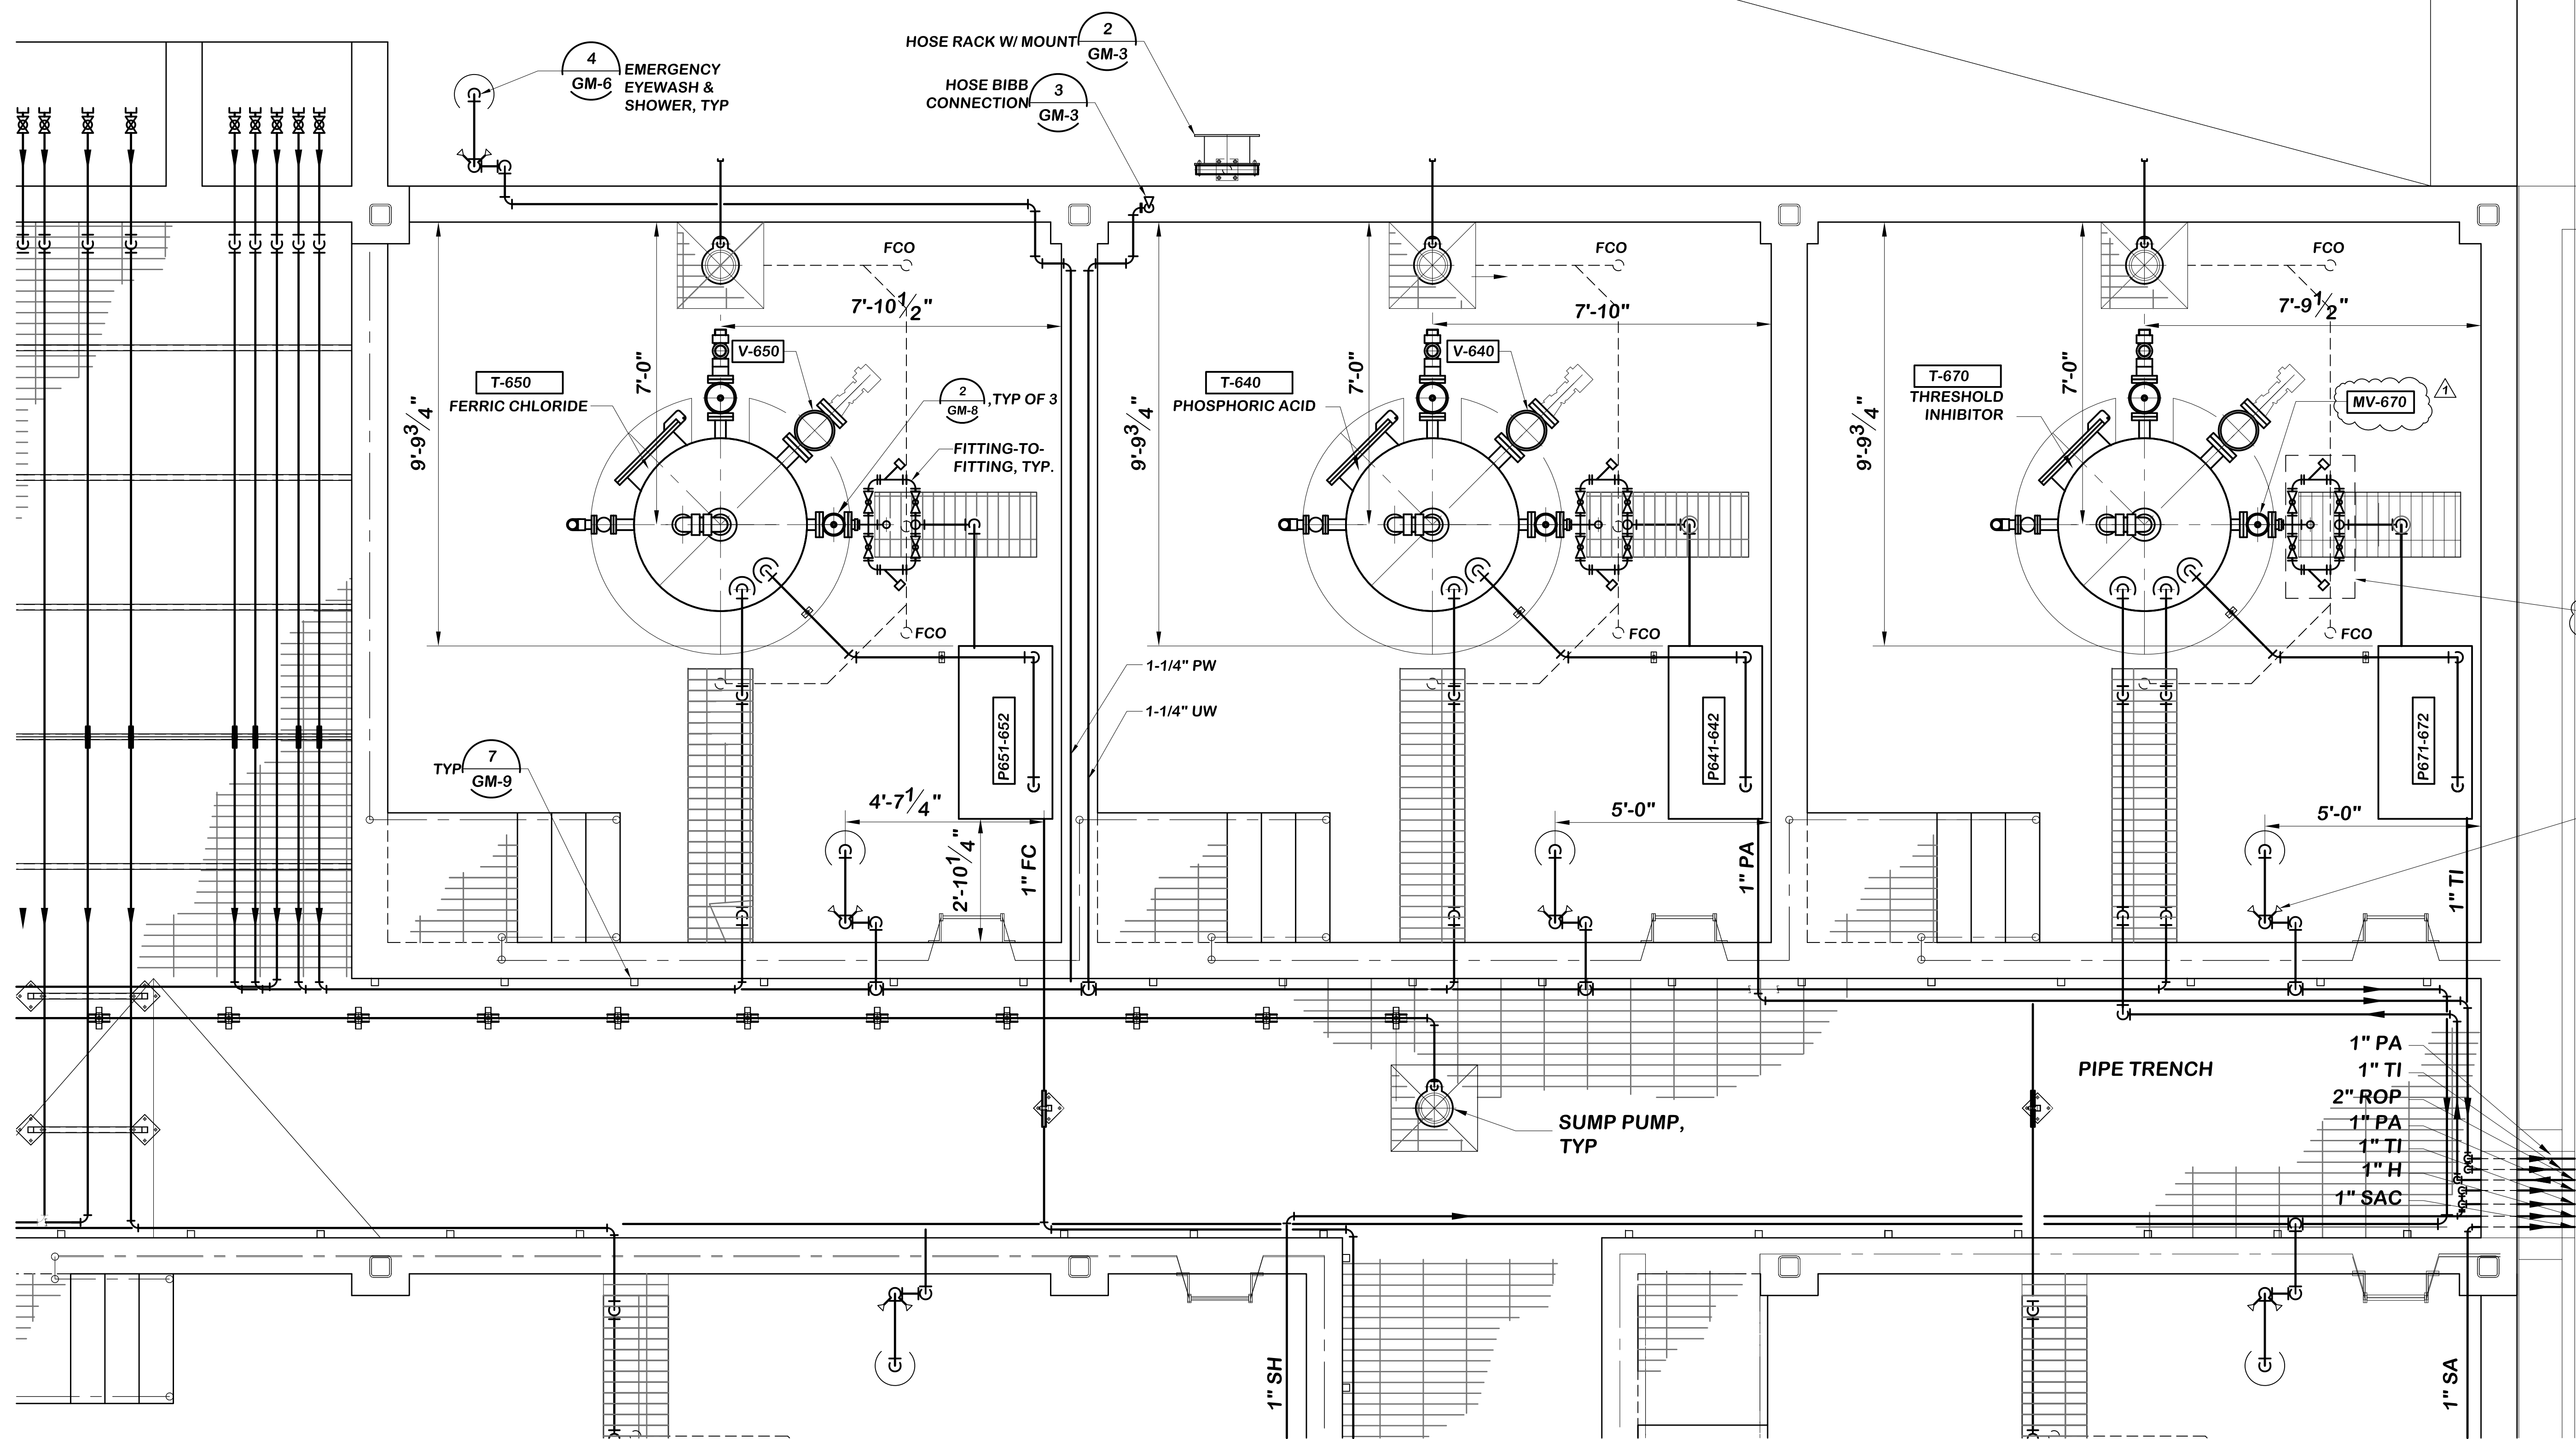 4
GM-6
EMERGENCY
EYEWASH &
SHOWER, TYP
HOSE RACK W/ MOUNT
2
GM-3
HOSE BIBB
CONNECTION
3
GM-3
FCO
7'-10 1/2"
7'-0"
9'-9 3/4"
V-650
T-650
FERRIC CHLORIDE
2
GM-8
,TYP OF 3
FITTING-TO-
FITTING, TYP.
FCO
P651-652
TYP
7
GM-9
4'-7 1/4"
2'-10 1/4"
1" FC
1-1/4" PW
1-1/4" UW
FCO
7'-10"
7'-0"
9'-9 3/4"
V-640
T-640
PHOSPHORIC ACID
FCO
P641-642
5'-0"
1" PA
FCO
7'-9 1/2"
7'-0"
9'-9 3/4"
T-670
THRESHOLD
INHIBITOR
MV-670
1
FCO
P671-672
5'-0"
1" TI
PIPE TRENCH
1" PA
1" TI
2" ROP
1" PA
1" TI
1" H
1" SAC
SUMP PUMP,
TYP
1" SH
1" SA